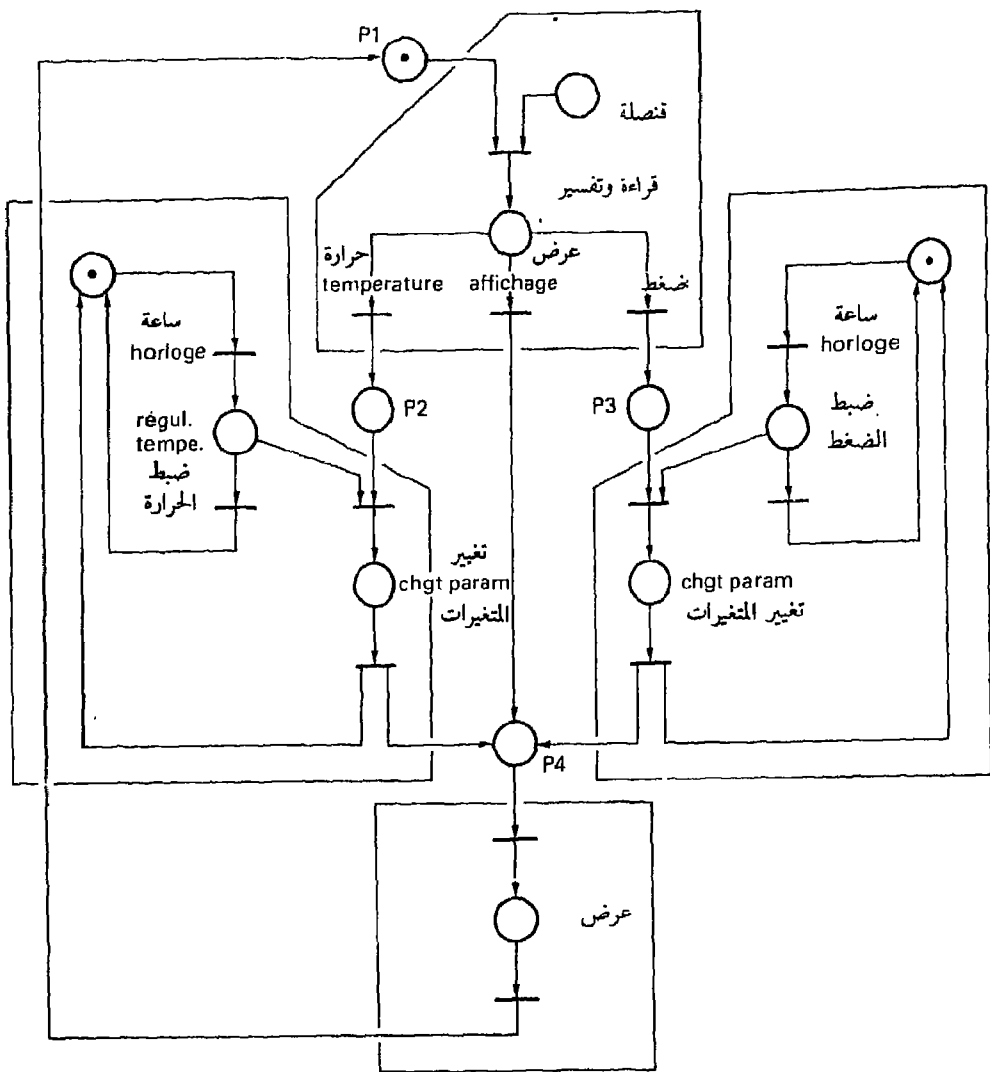 P1
قنصلة
قراءة وتفسير
عرض
حرارة
temperature
affichage
ضغط
ساعة
horloge
ساعة
horloge
P2
P3
régul.
tempe.
ضبط
الحرارة
ضبط
الضغط
تغيير
chgt param
المتغيرات
chgt param
تغيير المتغيرات
P4
عرض